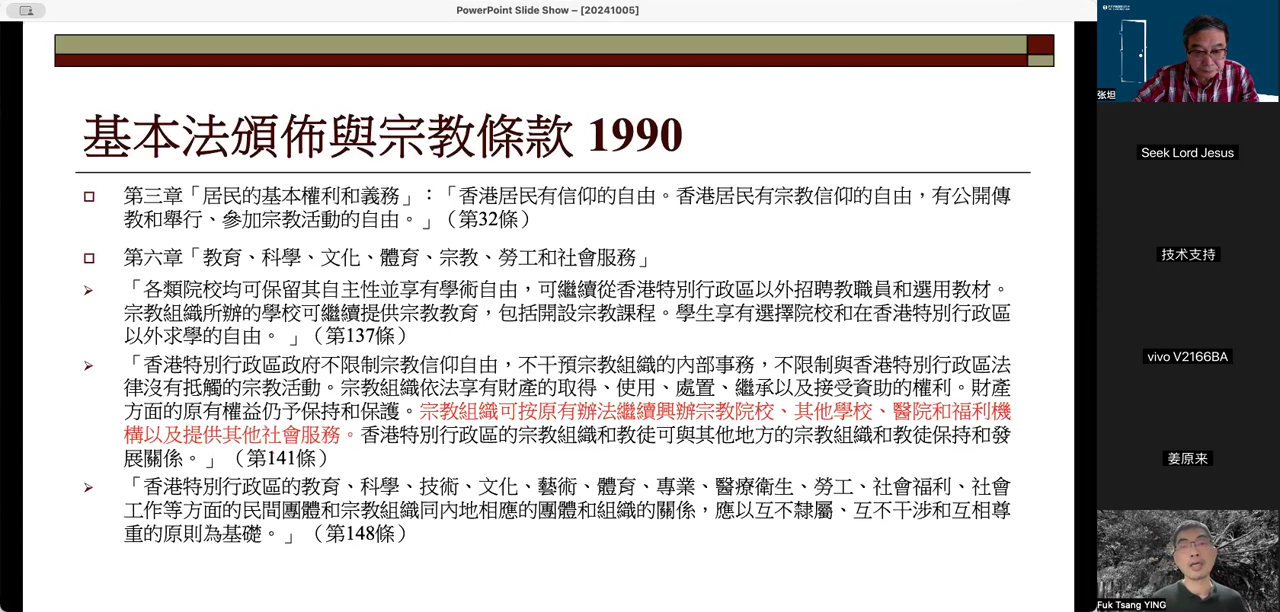 PowerPoint Slide Show – [20241005]
基本法頒佈與宗教條款 1990
第三章「居民的基本權利和義務」：「香港居民有信仰的自由。香港居民有宗教信仰的自由，有公開傳
教和舉行、參加宗教活動的自由。」（第32條）
第六章「教育、科學、文化、體育、宗教、勞工和社會服務」
「各類院校均可保留其自主性並享有學術自由，可繼續從香港特別行政區以外招聘教職員和選用教材。
宗教組織所辦的學校可繼續提供宗教教育，包括開設宗教課程。學生享有選擇院校和在香港特別行政區
以外求學的自由。」（第137條）
「香港特別行政區政府不限制宗教信仰自由，不干預宗教組織的內部事務，不限制與香港特別行政區法
律沒有抵觸的宗教活動。宗教組織依法享有財產的取得、使用、處置、繼承以及接受資助的權利。財產
方面的原有權益仍予保持和保護。宗教組織可按原有辦法繼續興辦宗教院校、其他學校、醫院和福利機
構以及提供其他社會服務。香港特別行政區的宗教組織和教徒可與其他地方的宗教組織和教徒保持和發
展關係。」（第141條）
「香港特別行政區的教育、科學、技術、文化、藝術、體育、專業、醫療衛生、勞工、社會福利、社會
工作等方面的民間團體和宗教組織同內地相應的團體和組織的關係，應以互不隸屬、互不干涉和互相尊
重的原則為基礎。」（第148條）
张坦
Seek Lord Jesus
技术支持
vivo V2166BA
姜原来
Fuk Tsang YING